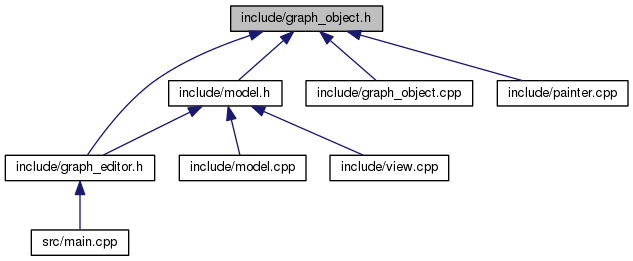 include/graph_object.h
include/model.h
include/graph_object.cpp
include/painter.cpp
include/graph_editor.h
include/model.cpp
include/view.cpp
src/main.cpp